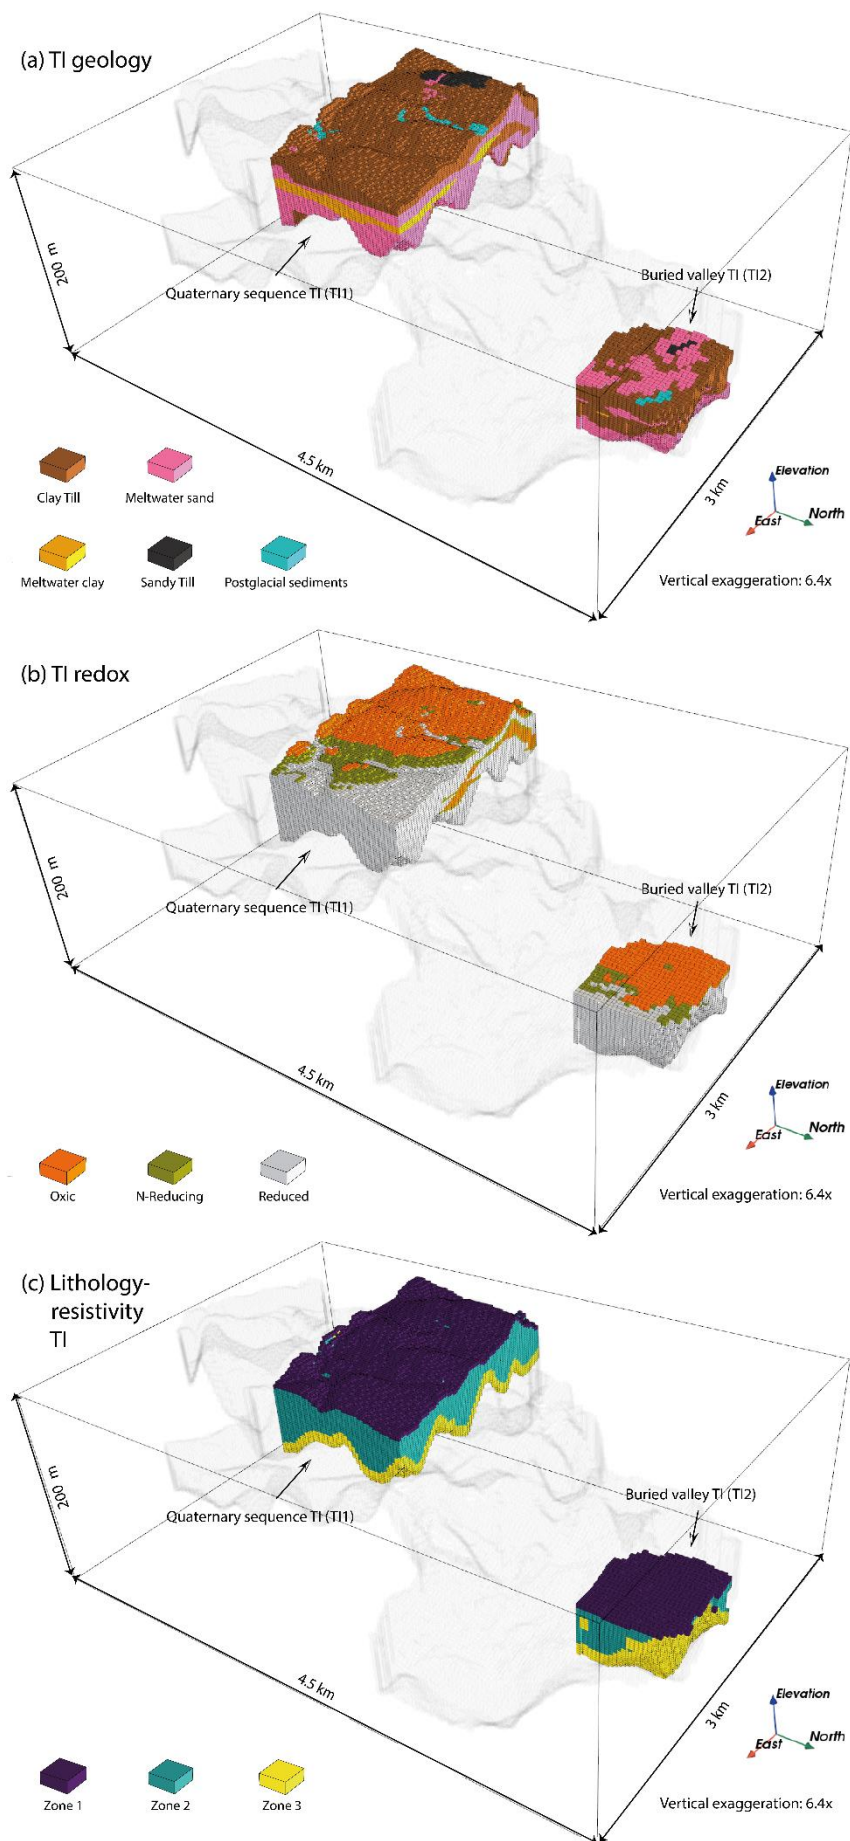 (a) TI geology
200 m
Quaternary sequence TI (TI1)
Buried valley TI (TI2)
4.5 km
3 km
Clay Till
Meltwater sand
Meltwater clay
Sandy Till
Postglacial sediments
Elevation
East
North
Vertical exaggeration: 6.4x
(b) TI redox
200 m
Quaternary sequence TI (TI1)
Buried valley TI (TI2)
4.5 km
3 km
Oxic
N-Reducing
Reduced
Elevation
East
North
Vertical exaggeration: 6.4x
(c) Lithology-
resistivity
TI
200 m
Quaternary sequence TI (TI1)
Buried valley TI (TI2)
4.5 km
3 km
Zone 1
Zone 2
Zone 3
Elevation
East
North
Vertical exaggeration: 6.4x